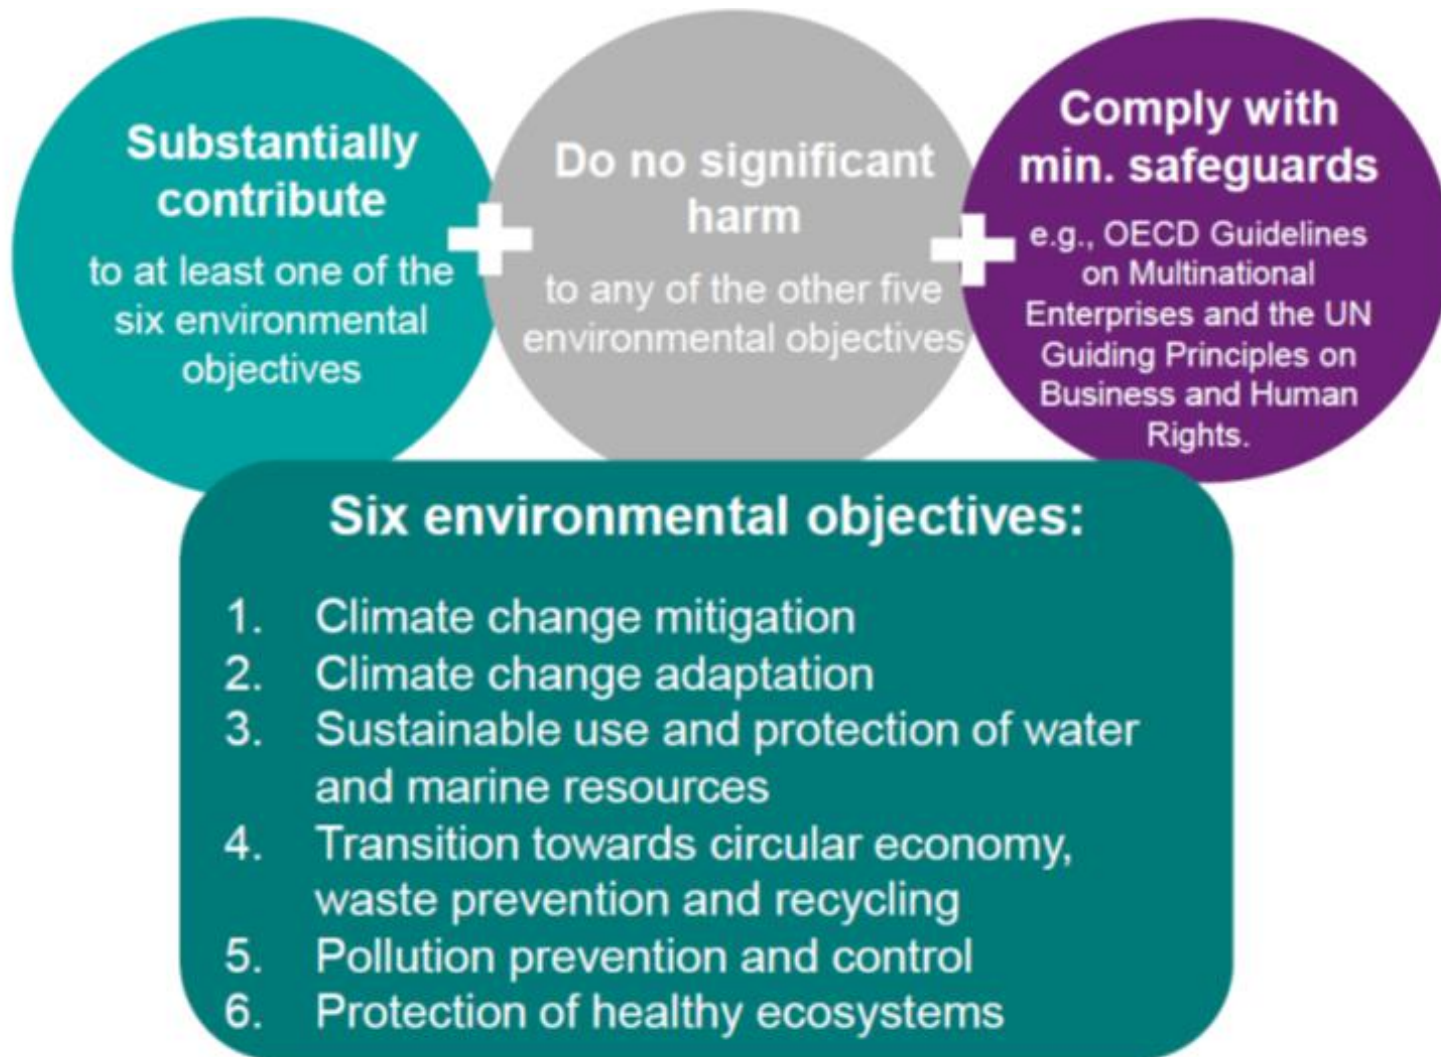 Substantially
contribute
to at least one of the
six environmental
objectives
Do no significant
harm
to any of the other five
environmental objectives
Comply with
min. safeguards
e.g., OECD Guidelines
on Multinational
Enterprises and the UN
Guiding Principles on
Business and Human
Rights.
Six environmental objectives:
1. Climate change mitigation
2. Climate change adaptation
3. Sustainable use and protection of water
and marine resources
4. Transition towards circular economy,
waste prevention and recycling
5. Pollution prevention and control
6. Protection of healthy ecosystems